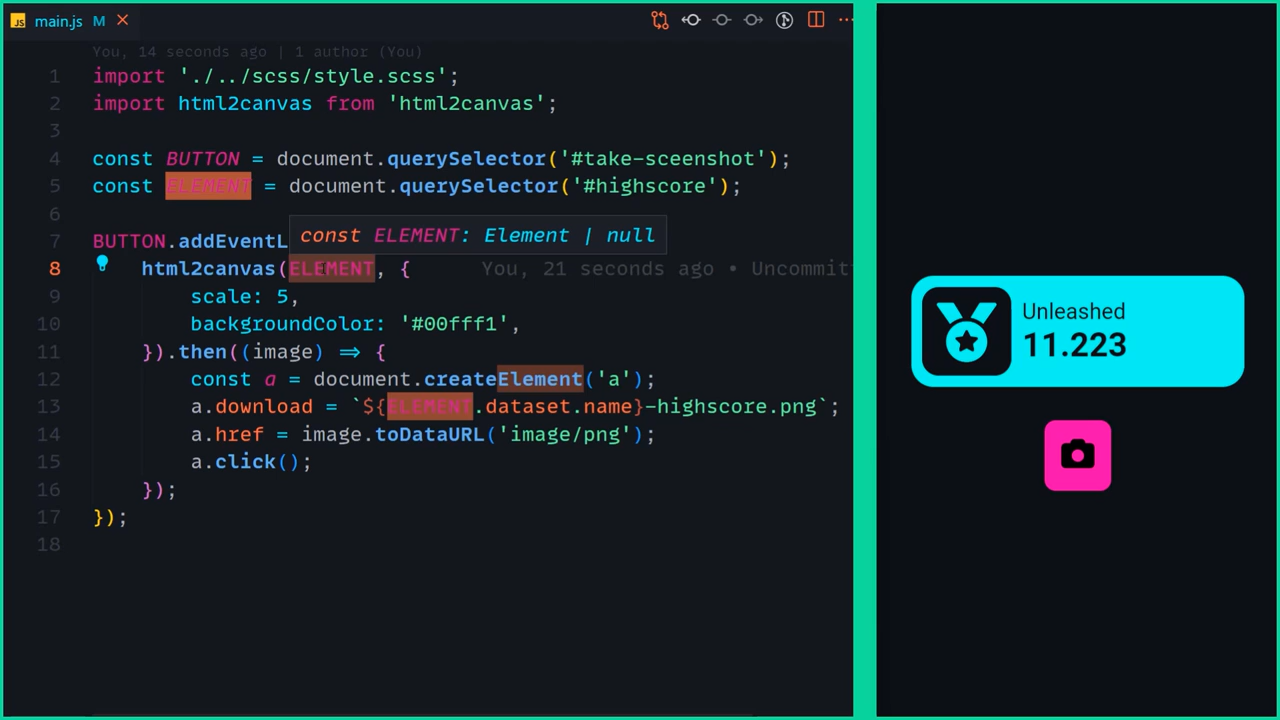 JS main.js M
You, 14 seconds ago | 1 author (You)
1 import './../scss/style.scss';
2 import html2canvas from 'html2canvas';
3
4 const BUTTON = document.querySelector('#take-sceenshot');
5 const ELEMENT = document.querySelector('#highscore');
6
const ELEMENT: Element | null
7 BUTTON.addEventL
8 html2canvas(ELEMENT, { You, 21 seconds ago • Uncommitt
9 scale: 5,
10 backgroundColor: '#00fff1',
11 }).then((image) => {
12 const a = document.createElement('a');
13 a.download = `${ELEMENT.dataset.name}-highscore.png`;
14 a.href = image.toDataURL('image/png');
15 a.click();
16 });
17 });
18
Unleashed
11.223